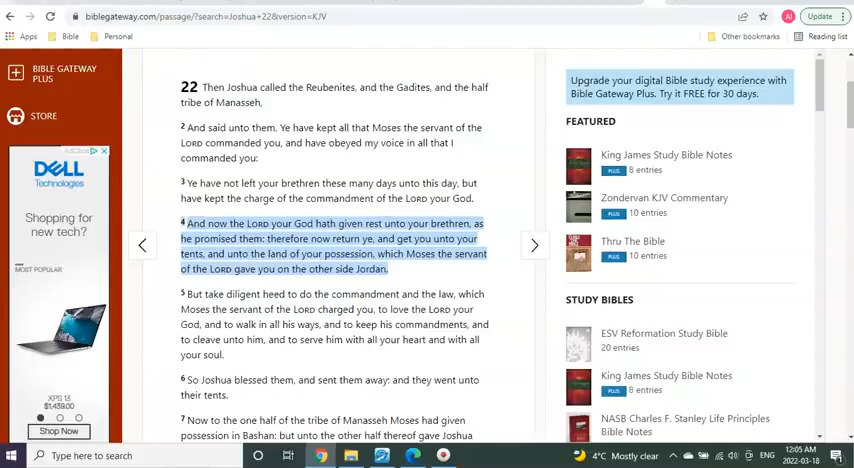 biblegateway.com/passage/?search=Joshua 22&version=KJV
Update
Apps
Bible
Personal
Other bookmarks
Reading list
BIBLE GATEWAY
PLUS
STORE
AdChoices
DELL
Technologies
Shopping for
new tech?
MOST POPULAR
XPS 13
$1,439.00
Shop Now
22 Then Joshua called the Reubenites, and the Gadites, and the half
tribe of Manasseh,
2 And said unto them, Ye have kept all that Moses the servant of the
LORD commanded you, and have obeyed my voice in all that I
commanded you:
3 Ye have not left your brethren these many days unto this day, but
have kept the charge of the commandment of the LORD your God.
4 And now the LORD your God hath given rest unto your brethren, as
he promised them: therefore now return ye, and get you unto your
tents, and unto the land of your possession, which Moses the servant
of the LORD gave you on the other side Jordan.
5 But take diligent heed to do the commandment and the law, which
Moses the servant of the LORD charged you, to love the LORD your
God, and to walk in all his ways, and to keep his commandments, and
to cleave unto him, and to serve him with all your heart and with all
your soul.
6 So Joshua blessed them, and sent them away: and they went unto
their tents.
7 Now to the one half of the tribe of Manasseh Moses had given
possession in Bashan: but unto the other half thereof gave Joshua
Upgrade your digital Bible study experience with
Bible Gateway Plus. Try it FREE for 30 days.
FEATURED
King James Study Bible Notes
PLUS 8 entries
Zondervan KJV Commentary
PLUS 10 entries
Thru The Bible
PLUS 10 entries
STUDY BIBLES
ESV Reformation Study Bible
20 entries
King James Study Bible Notes
PLUS 8 entries
NASB Charles F. Stanley Life Principles
Bible Notes
Type here to search
4°C Mostly clear
ENG
12:05 AM
2022-03-18